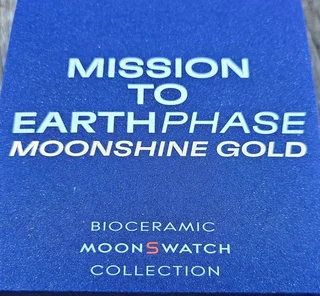 MISSION
TO
EARTHPHASE
MOONSHINE GOLD
BIOCERAMIC
MOONSWATCH
COLLECTION